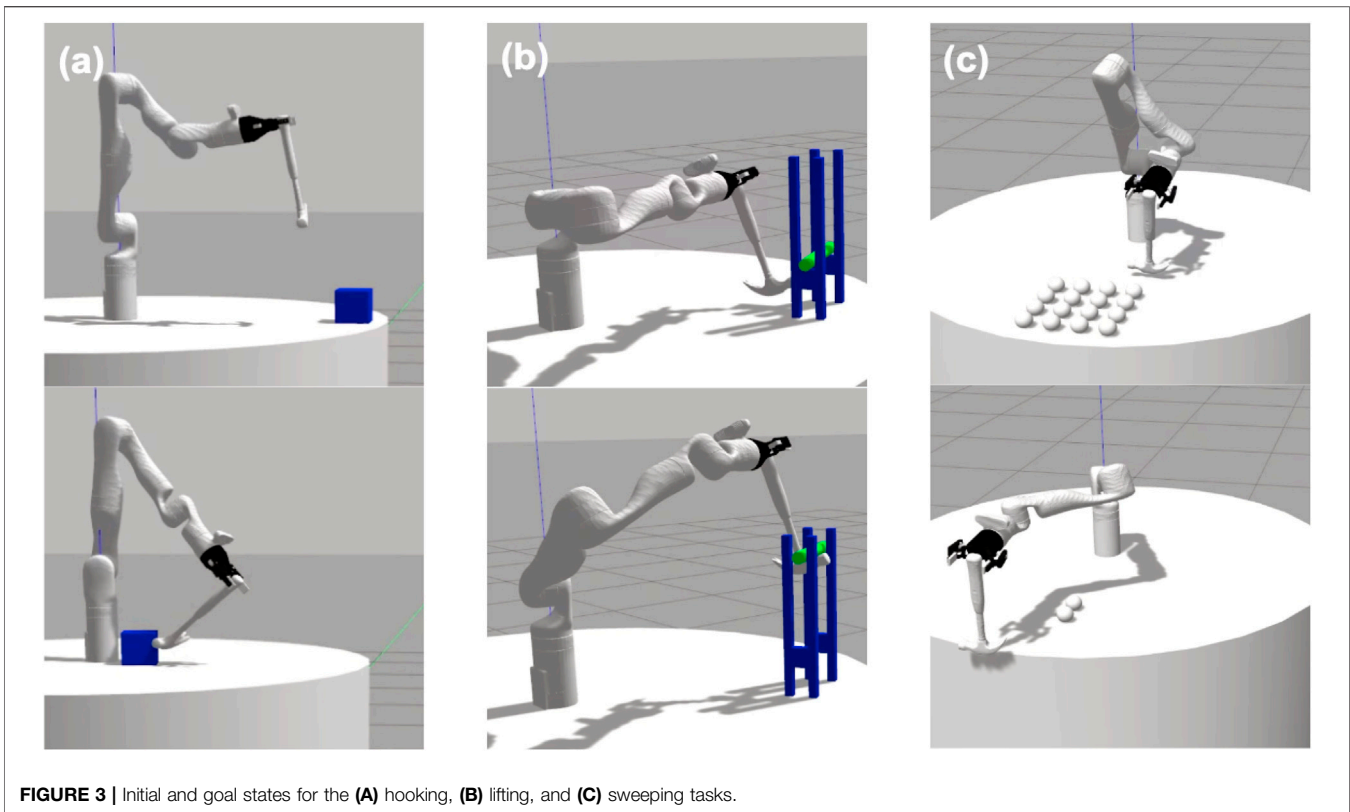 (a)
(b)
(c)
FIGURE 3 | Initial and goal states for the (A) hooking, (B) lifting, and (C) sweeping tasks.